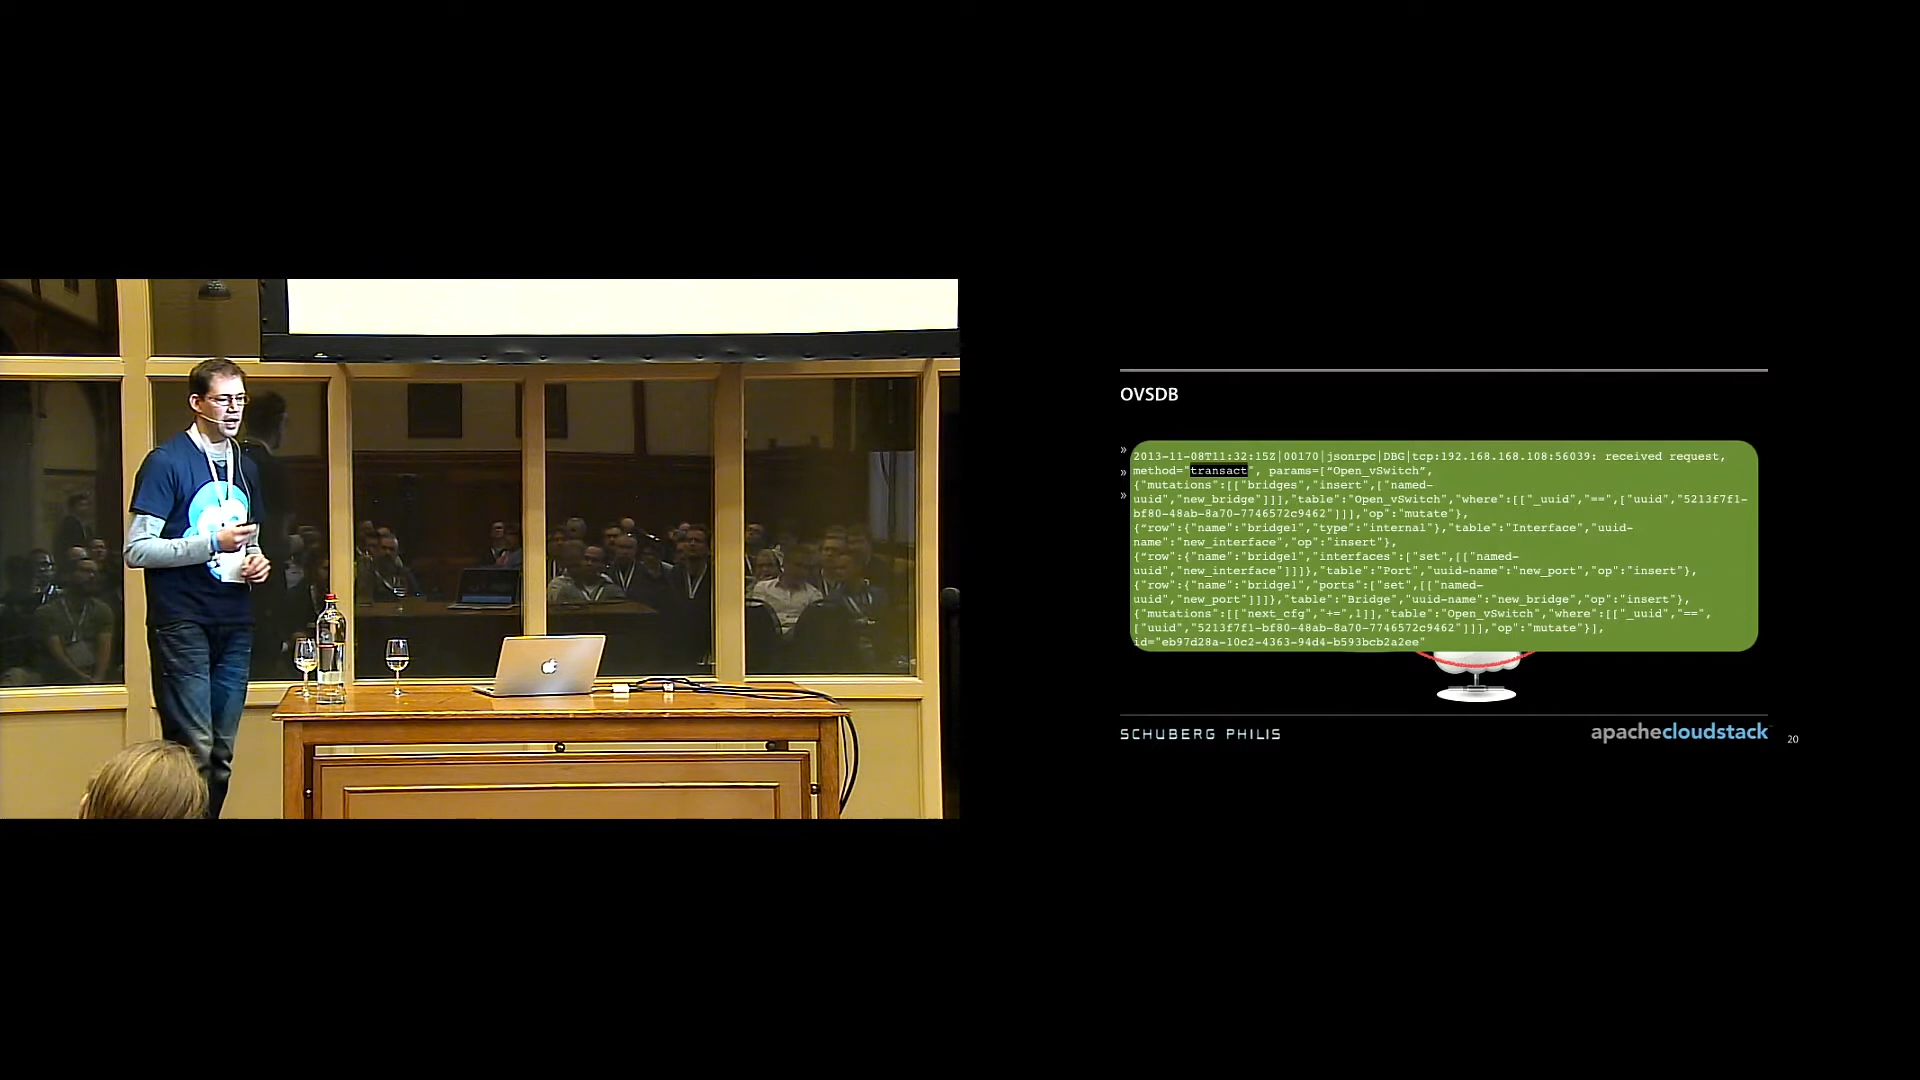 OVSDB
»
»
»
2013-11-08T11:32:15Z|00170|jsonrpc|DBG|tcp:192.168.168.108:56039: received request,
method="transact", params=["Open_vSwitch",
{"mutations":[["bridges","insert",["named-
uuid","new_bridge"]]],"table":"Open_vSwitch","where":[["_uuid","==",["uuid","5213f7f1-
bf80-48ab-8a70-7746572c9462"]]],"op":"mutate"},
{"row":{"name":"bridge1","type":"internal"},"table":"Interface","uuid-
name":"new_interface","op":"insert"},
{"row":{"name":"bridge1","interfaces":["set",[["named-
uuid","new_interface"]]]},"table":"Port","uuid-name":"new_port","op":"insert"},
{"row":{"name":"bridge1","ports":["set",[["named-
uuid","new_port"]]]},"table":"Bridge","uuid-name":"new_bridge","op":"insert"},
{"mutations":[["next_cfg","+=",1]],"table":"Open_vSwitch","where":[["_uuid","==",
["uuid","5213f7f1-bf80-48ab-8a70-7746572c9462"]]],"op":"mutate"}],
id="eb97d28a-10c2-4363-94d4-b593bcb2a2ee"
SCHUBERG PHILIS
apachecloudstack
20